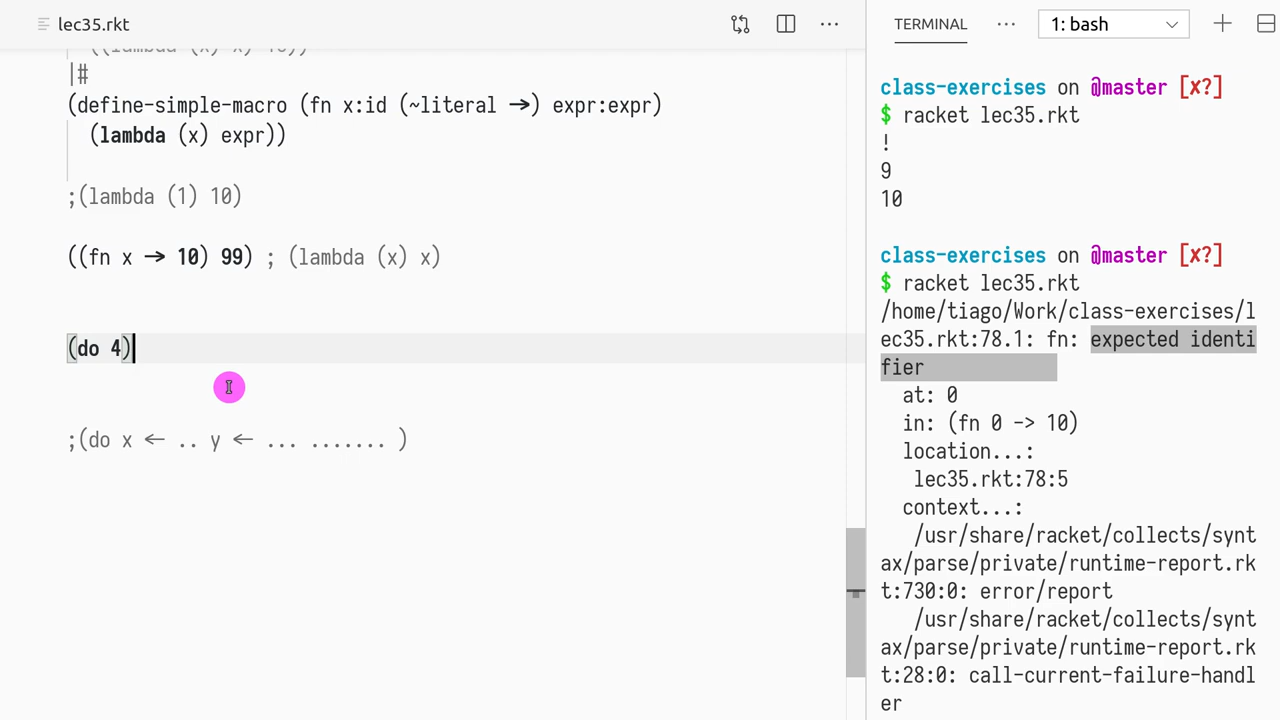 lec35.rkt
((lambda (x) x) 10))
|#
(define-simple-macro (fn x:id (~literal →) expr:expr)
(lambda (x) expr))
;(lambda (1) 10)
((fn x → 10) 99) ; (lambda (x) x)
(do 4)
;(do x ← .. y ← ... ....... )
TERMINAL
1: bash
class-exercises on @master [✗?]
$ racket lec35.rkt
!
9
10
class-exercises on @master [✗?]
$ racket lec35.rkt
/home/tiago/Work/class-exercises/l
ec35.rkt:78.1: fn: expected identi
fier
at: 0
in: (fn 0 -> 10)
location...:
lec35.rkt:78:5
context...:
/usr/share/racket/collects/synt
ax/parse/private/runtime-report.rk
t:730:0: error/report
/usr/share/racket/collects/synt
ax/parse/private/runtime-report.rk
t:28:0: call-current-failure-handl
er